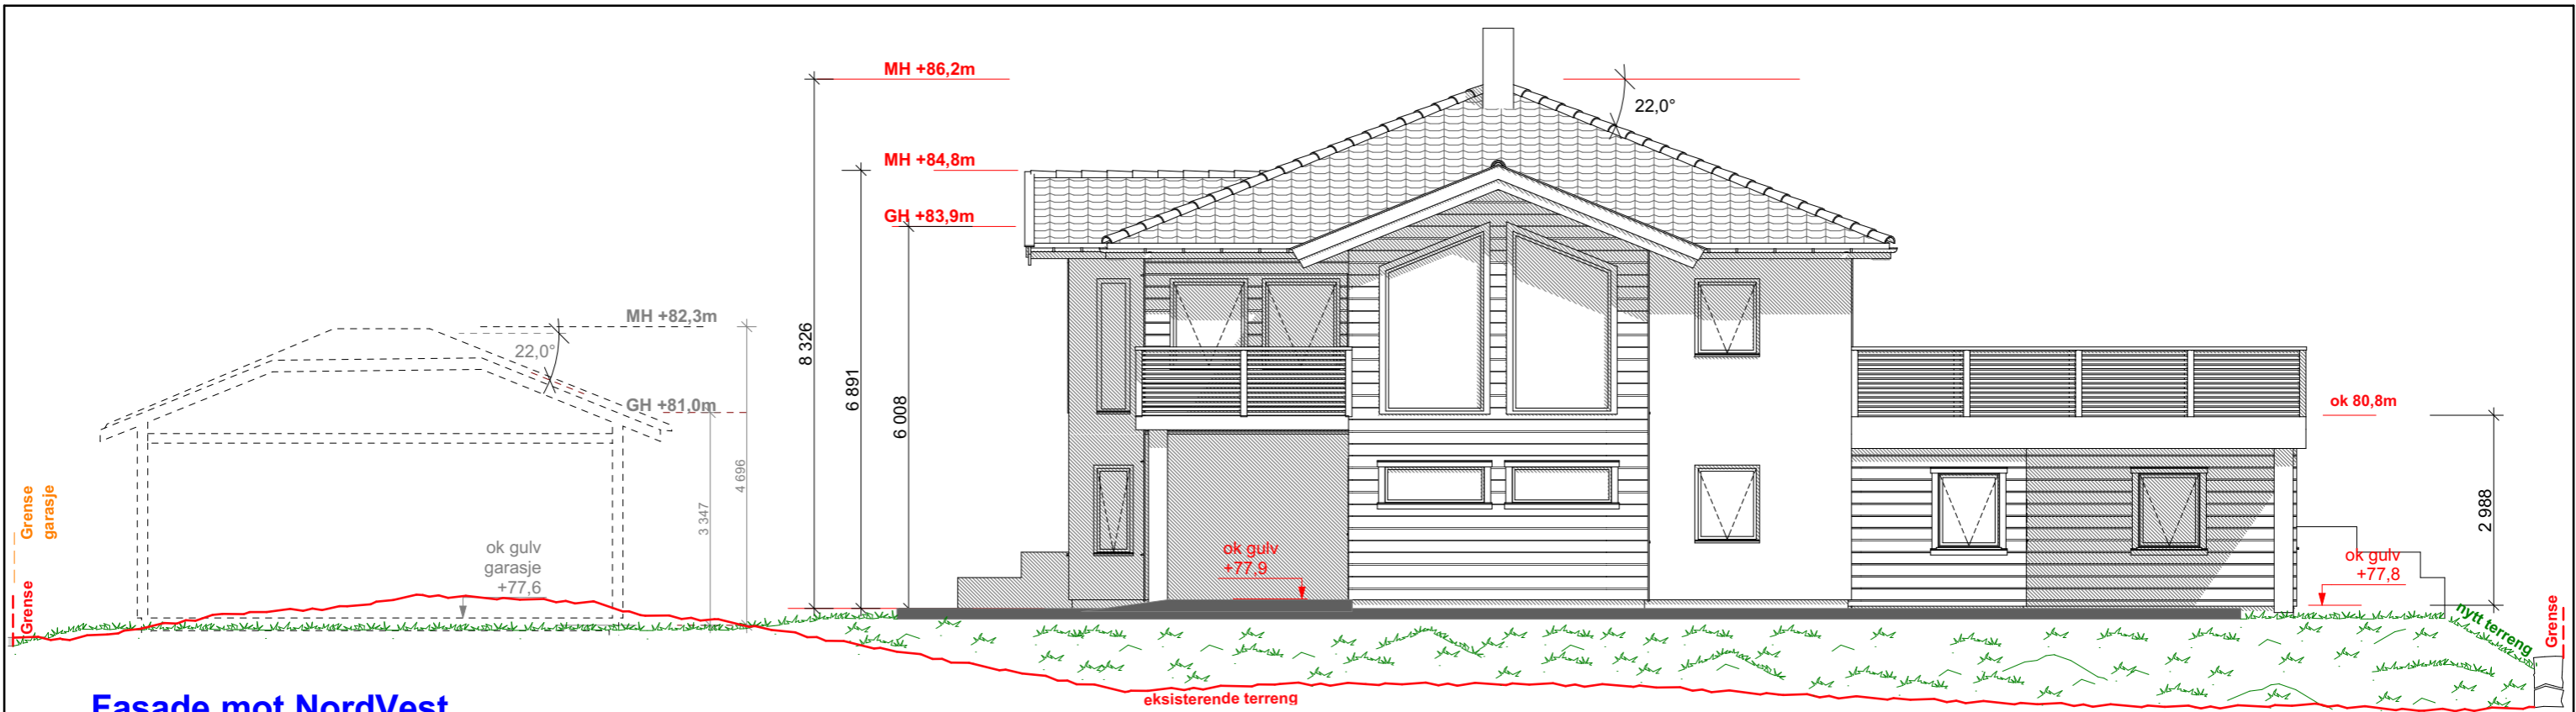 MH +86,2m
22,0°
MH +84,8m
GH +83,9m
MH +82,3m
22,0°
GH +81,0m
8 326
6 891
6 008
4 696
3 347
ok 80,8m
2 988
Grense
garasje
ok gulv
garasje
+77,6
ok gulv
+77,9
ok gulv
+77,8
Grense
nytt terreng
Grense
eksisterende terreng
Fasade mot NordVest